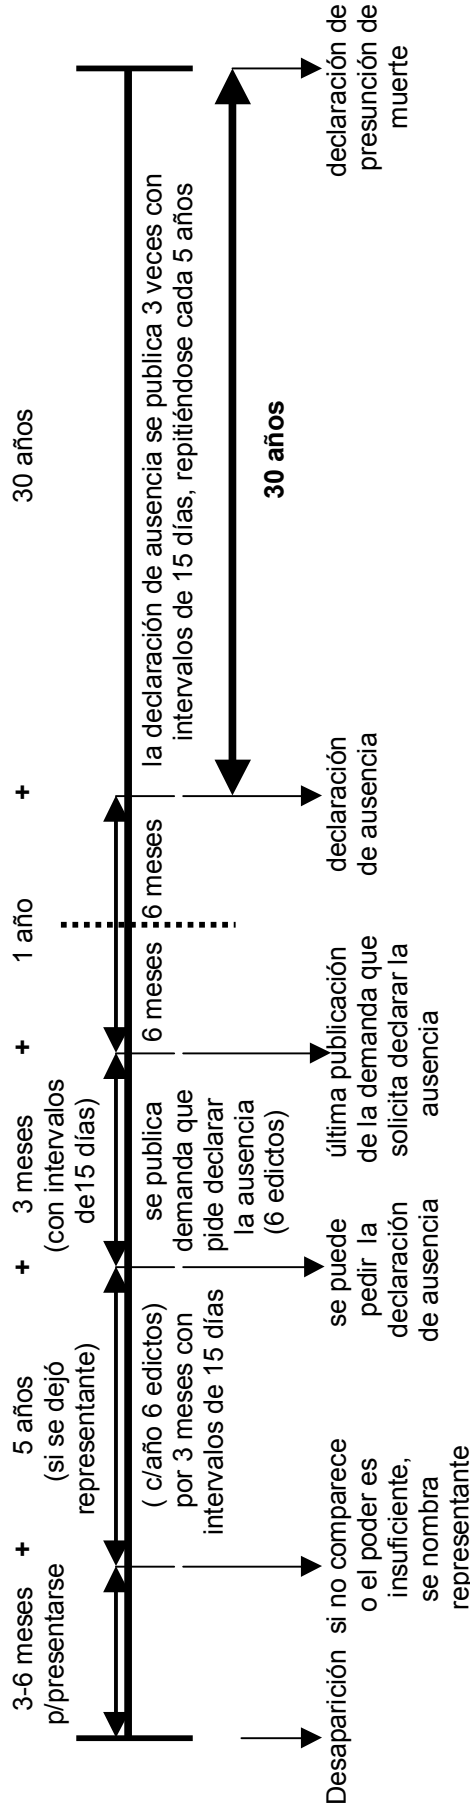 3-6 meses
p/presentarse
+
5 años
(si se dejó
representante)
+
3 meses
(con intervalos
de15 días)
+
1 año
+
30 años
( c/año 6 edictos)
por 3 meses con
intervalos de 15 días
se publica
demanda que
pide declarar
la ausencia
(6 edictos)
6 meses
6 meses
la declaración de ausencia se publica 3 veces con
intervalos de 15 días, repitiéndose cada 5 años
30 años
Desaparición
si no comparece
o el poder es
insuficiente,
se nombra
representante
se puede
pedir la
declaración
de ausencia
última publicación
de la demanda que
solicita declarar la
ausencia
declaración
de ausencia
declaración de
presunción de
muerte